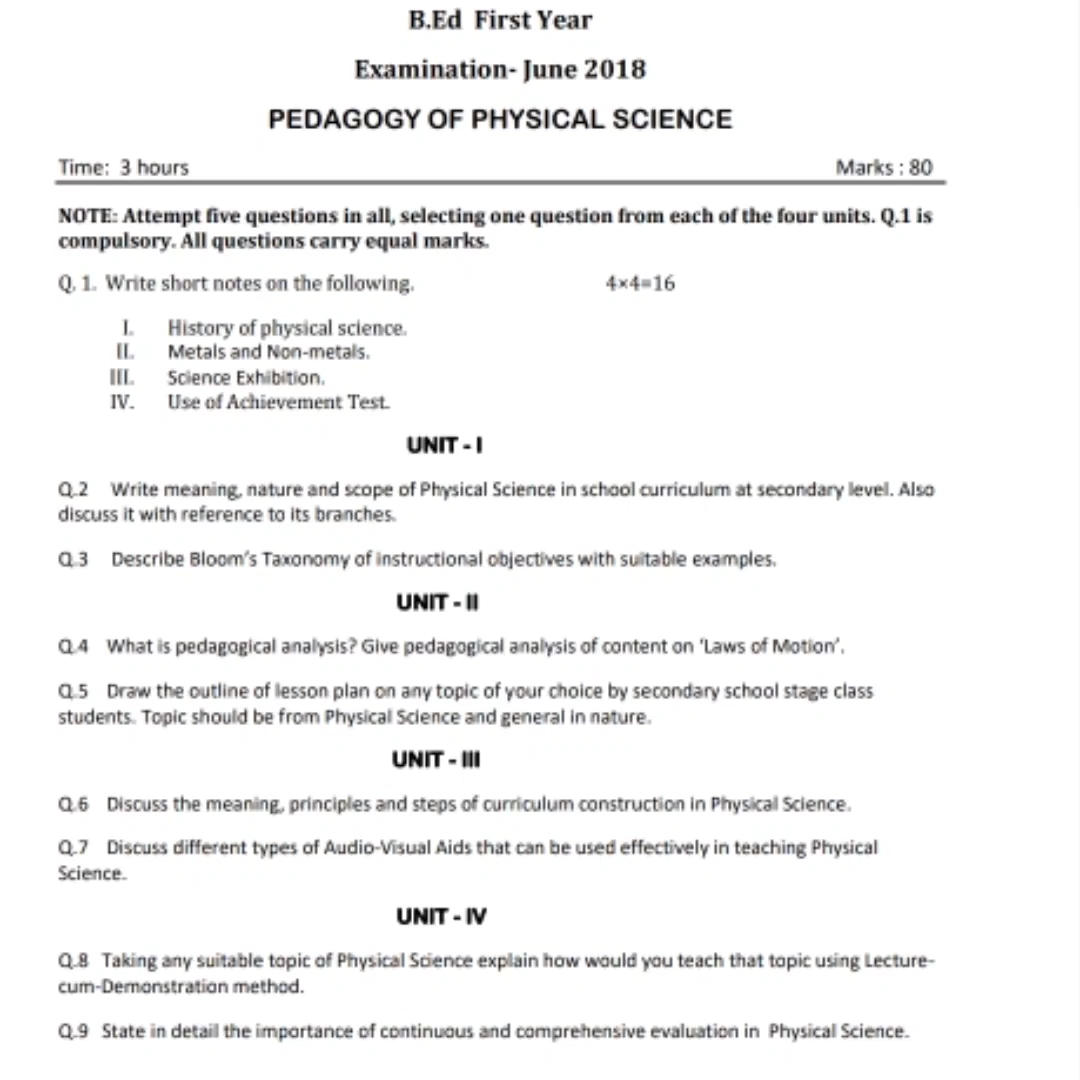 B.Ed First Year
Examination- June 2018
PEDAGOGY OF PHYSICAL SCIENCE
Time: 3 hours Marks : 80
NOTE: Attempt five questions in all, selecting one question from each of the four units. Q.1 is
compulsory. All questions carry equal marks.
Q. 1. Write short notes on the following. 4×4=16
I. History of physical science.
II. Metals and Non-metals.
III. Science Exhibition.
IV. Use of Achievement Test.
UNIT - I
Q.2 Write meaning, nature and scope of Physical Science in school curriculum at secondary level. Also
discuss it with reference to its branches.
Q.3 Describe Bloom's Taxonomy of instructional objectives with suitable examples.
UNIT - II
Q.4 What is pedagogical analysis? Give pedagogical analysis of content on 'Laws of Motion'.
Q.5 Draw the outline of lesson plan on any topic of your choice by secondary school stage class
students. Topic should be from Physical Science and general in nature.
UNIT - III
Q.6 Discuss the meaning, principles and steps of curriculum construction in Physical Science.
Q.7 Discuss different types of Audio-Visual Aids that can be used effectively in teaching Physical
Science.
UNIT - IV
Q.8 Taking any suitable topic of Physical Science explain how would you teach that topic using Lecture-
cum-Demonstration method.
Q.9 State in detail the importance of continuous and comprehensive evaluation in Physical Science.